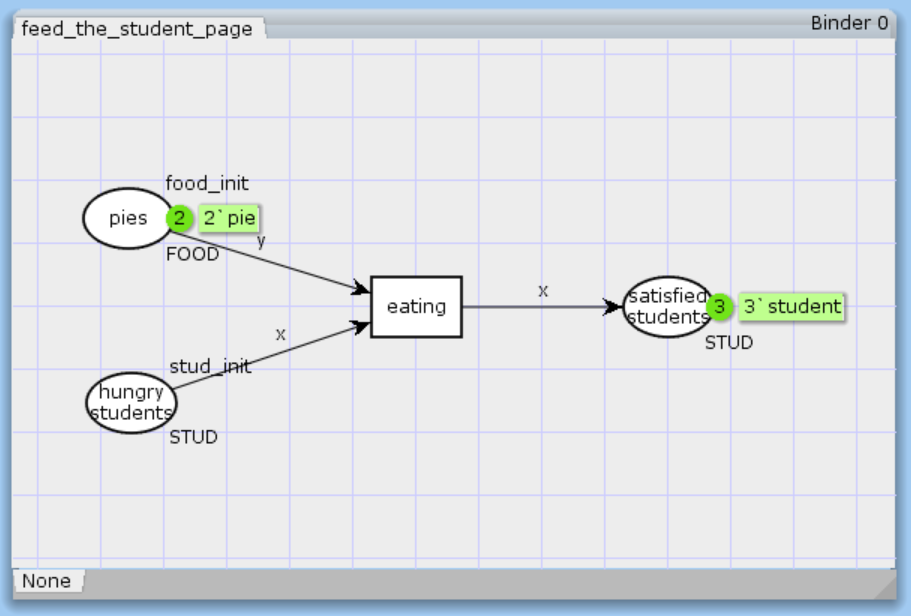 feed_the_student_page
Binder 0
food_init
pies
2
2`pie
y
FOOD
eating
x
satisfied
students
3
3`student
STUD
x
stud_init
hungry
students
STUD
None